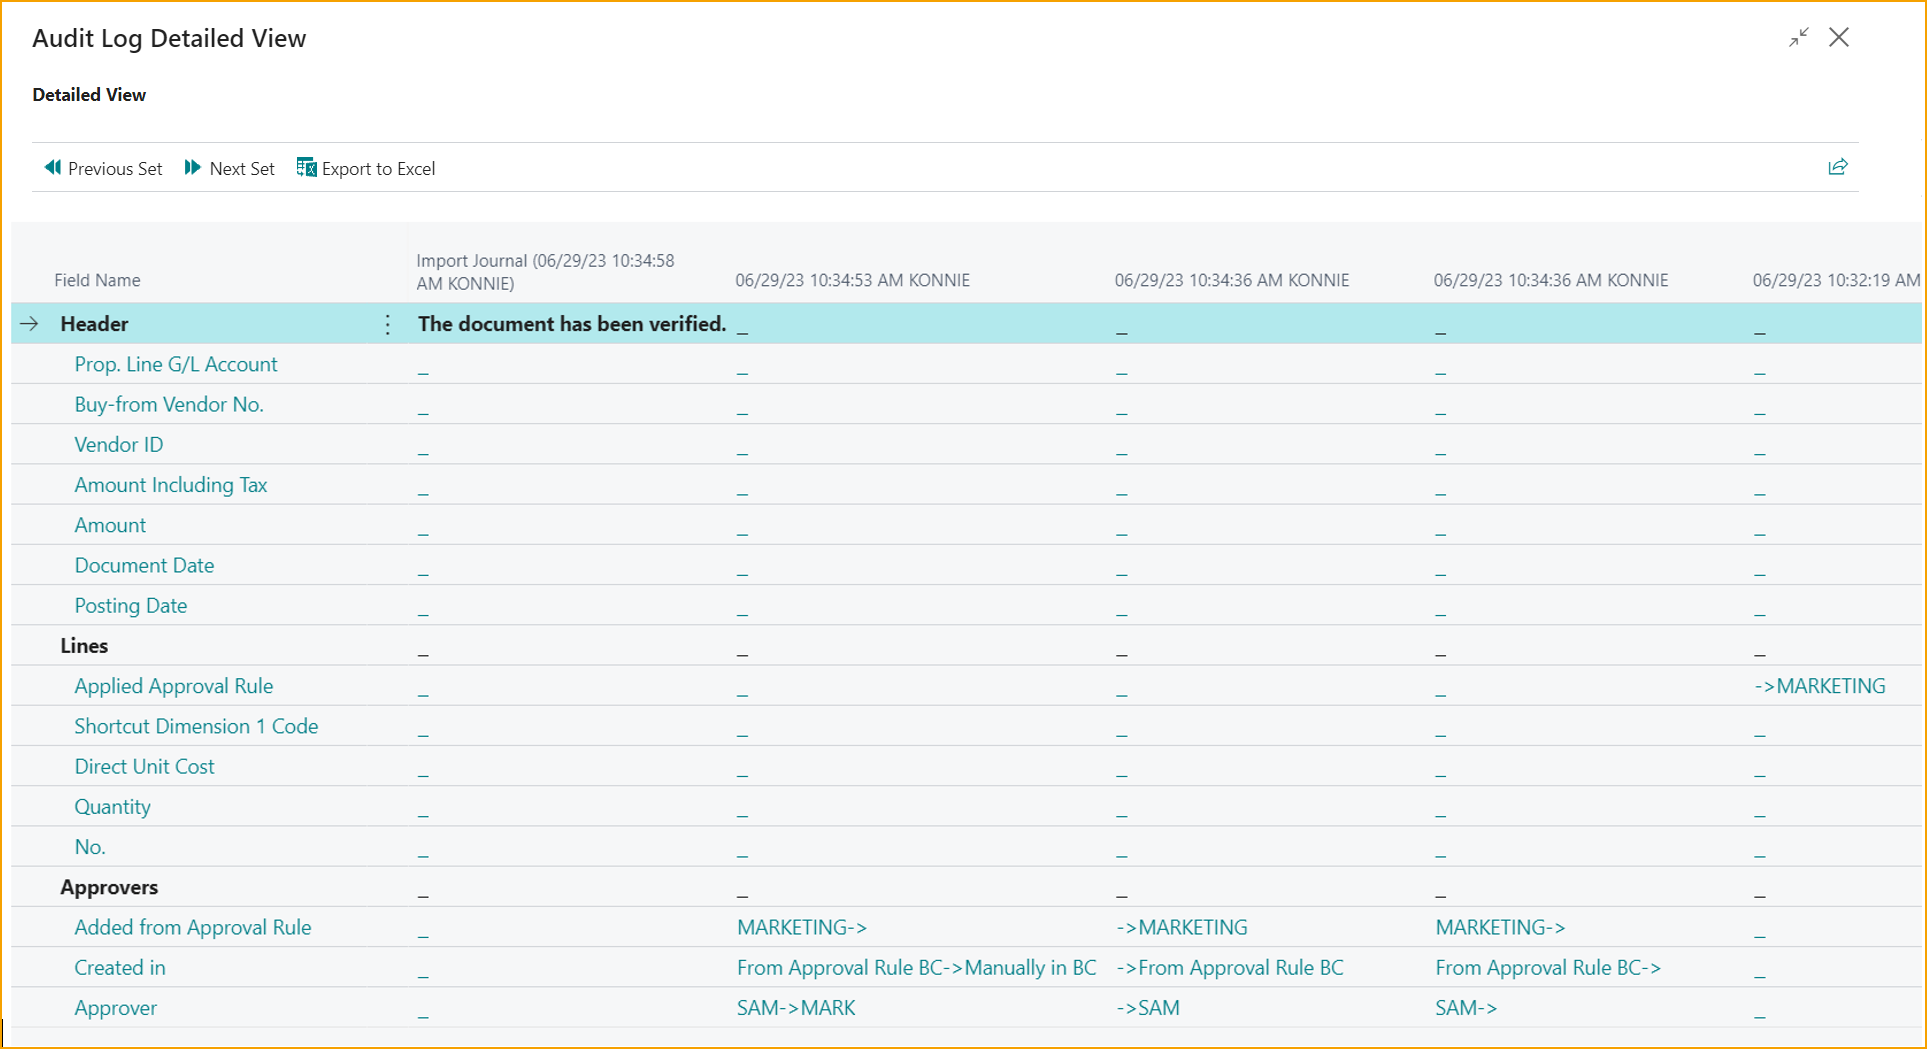 Audit Log Detailed View
Detailed View
Previous Set Next Set Export to Excel
Field Name Import Journal (06/29/23 10:34:58 AM KONNIE) 06/29/23 10:34:53 AM KONNIE 06/29/23 10:34:36 AM KONNIE 06/29/23 10:34:36 AM KONNIE 06/29/23 10:32:19 AM
Header The document has been verified. _ _ _ _
Prop. Line G/L Account _ _ _ _ _
Buy-from Vendor No. _ _ _ _ _
Vendor ID _ _ _ _ _
Amount Including Tax _ _ _ _ _
Amount _ _ _ _ _
Document Date _ _ _ _ _
Posting Date _ _ _ _ _
Lines _ _ _ _ _
Applied Approval Rule _ _ _ _ ->MARKETING
Shortcut Dimension 1 Code _ _ _ _ _
Direct Unit Cost _ _ _ _ _
Quantity _ _ _ _ _
No. _ _ _ _ _
Approvers _ _ _ _ _
Added from Approval Rule _ MARKETING-> ->MARKETING MARKETING-> _
Created in _ From Approval Rule BC->Manually in BC ->From Approval Rule BC From Approval Rule BC-> _
Approver _ SAM->MARK ->SAM SAM-> _